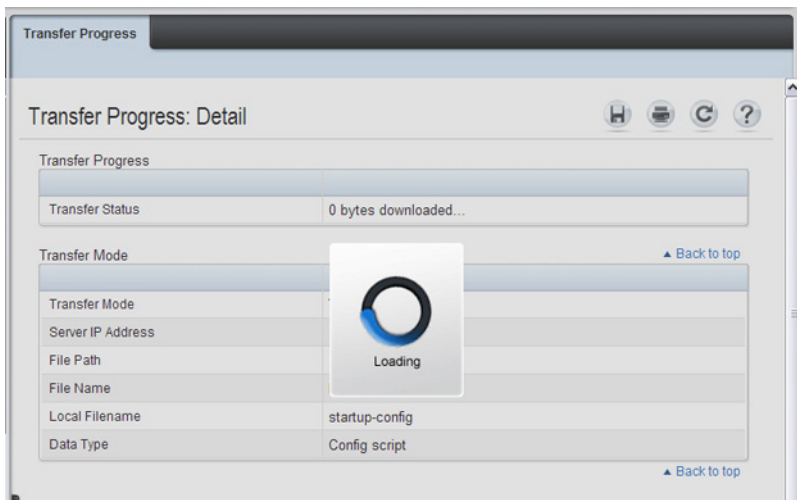 Transfer Progress
Transfer Progress: Detail
?
Transfer Progress
Transfer Status 0 bytes downloaded...
Transfer Mode ▲ Back to top
Transfer Mode
Server IP Address
File Path
Loading
File Name
Local Filename startup-config
Data Type Config script
▲ Back to top